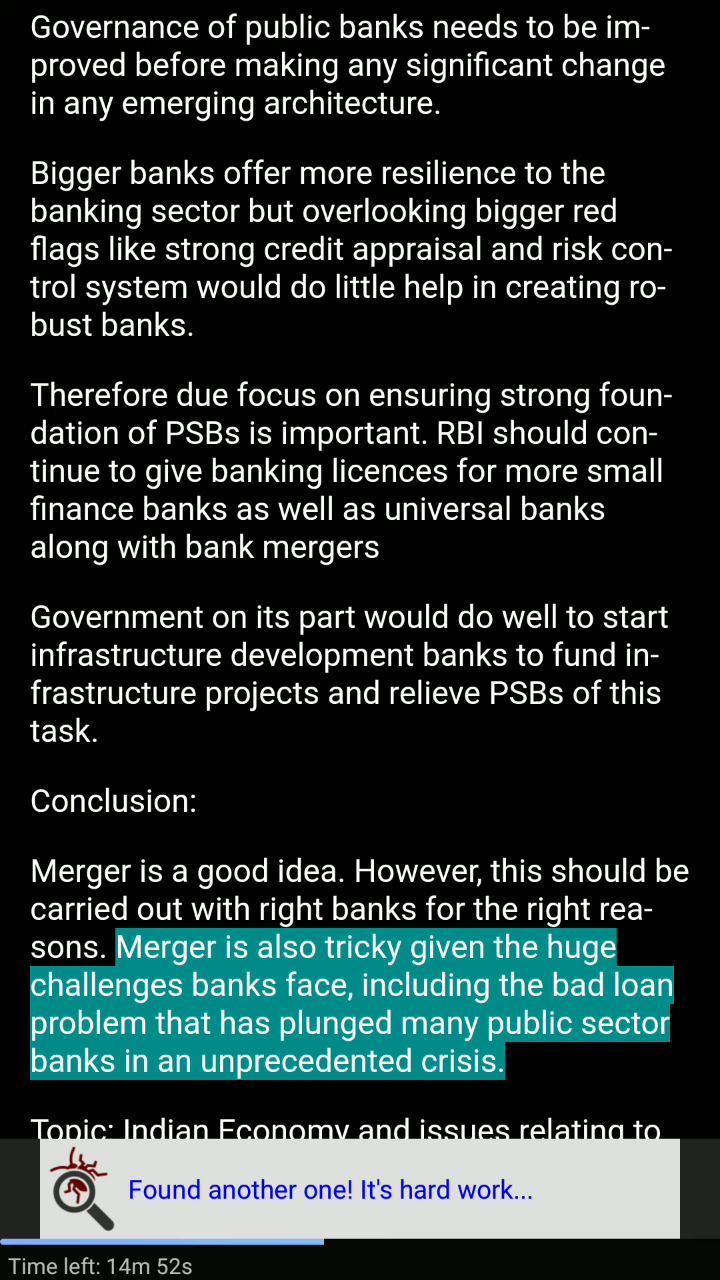 Governance of public banks needs to be im-
proved before making any significant change
in any emerging architecture.
Bigger banks offer more resilience to the
banking sector but overlooking bigger red
flags like strong credit appraisal and risk con-
trol system would do little help in creating ro-
bust banks.
Therefore due focus on ensuring strong foun-
dation of PSBs is important. RBI should con-
tinue to give banking licences for more small
finance banks as well as universal banks
along with bank mergers
Government on its part would do well to start
infrastructure development banks to fund in-
frastructure projects and relieve PSBs of this
task.
Conclusion:
Merger is a good idea. However, this should be
carried out with right banks for the right rea-
sons. Merger is also tricky given the huge
challenges banks face, including the bad loan
problem that has plunged many public sector
banks in an unprecedented crisis.
Topic: Indian Economy and issues relating to
Found another one! It's hard work...
Time left: 14m 52s